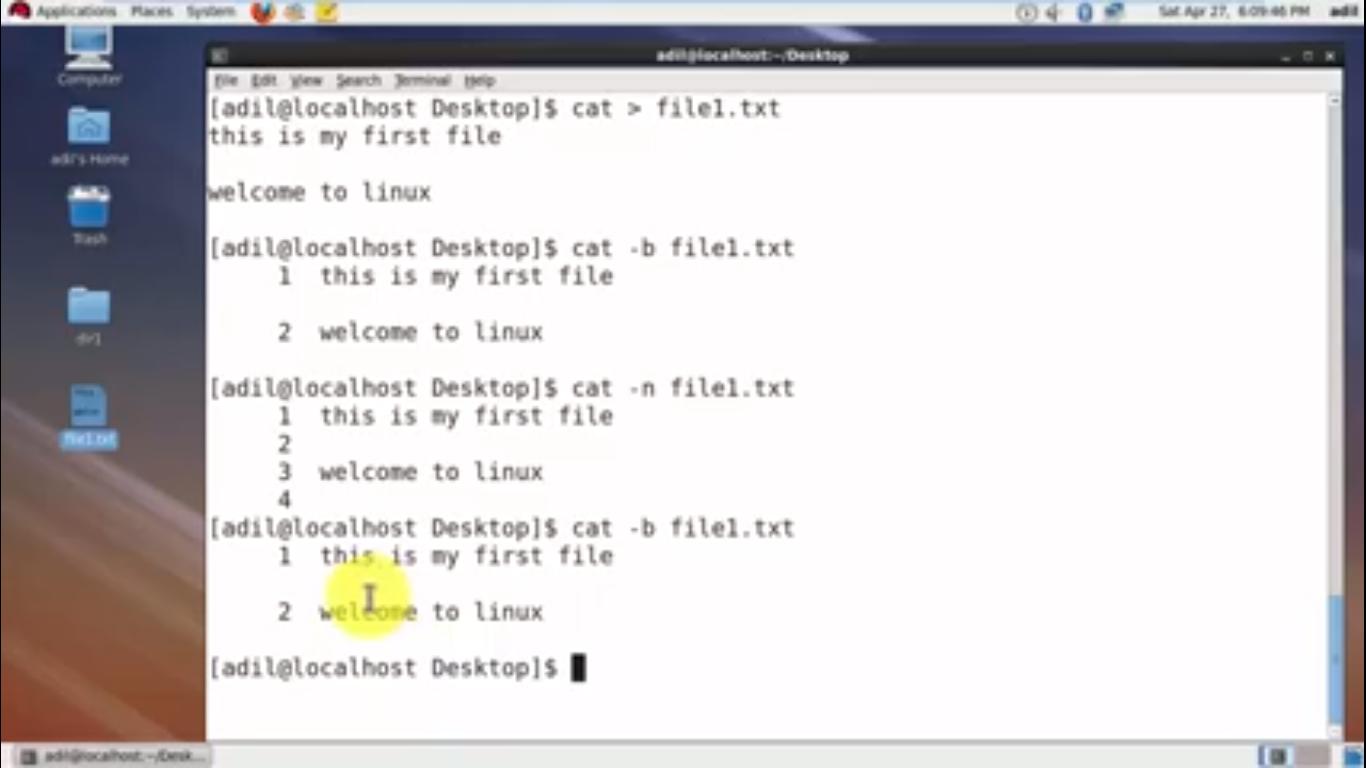 Applications Places System
Sat Apr 27, 6:09:46 PM adil
adil@localhost:~/Desktop
File Edit View Search Terminal Help
Computer
adil's Home
Trash
dir1
file1.txt
[adil@localhost Desktop]$ cat > file1.txt
this is my first file
welcome to linux
[adil@localhost Desktop]$ cat -b file1.txt
1 this is my first file
2 welcome to linux
[adil@localhost Desktop]$ cat -n file1.txt
1 this is my first file
2
3 welcome to linux
4
[adil@localhost Desktop]$ cat -b file1.txt
1 this is my first file
2 welcome to linux
[adil@localhost Desktop]$
adil@localhost:~/Desk...